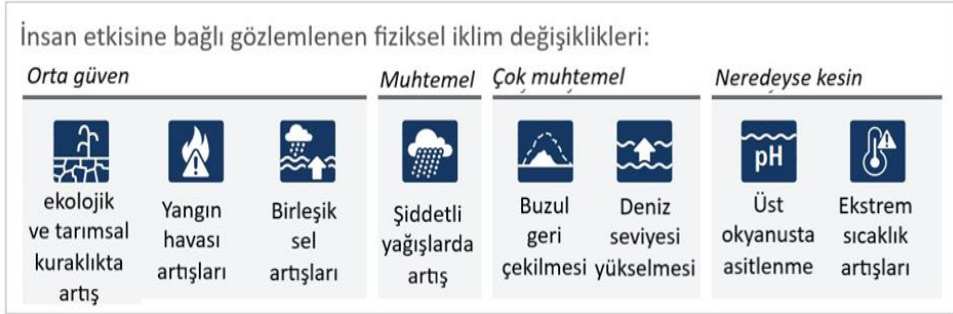 İnsan etkisine bağlı gözlemlenen fiziksel iklim değişiklikleri:
Orta güven
Muhtemel
Çok muhtemel
Neredeyse kesin
ekolojik
ve tarımsal
kuraklıkta
artış
Yangın
havası
artışları
Birleşik
sel
artışları
Şiddetli
yağışlarda
artış
Buzul
geri
çekilmesi
Deniz
seviyesi
yükselmesi
pH
Üst
okyanusta
asitlenme
Ekstrem
sıcaklık
artışları